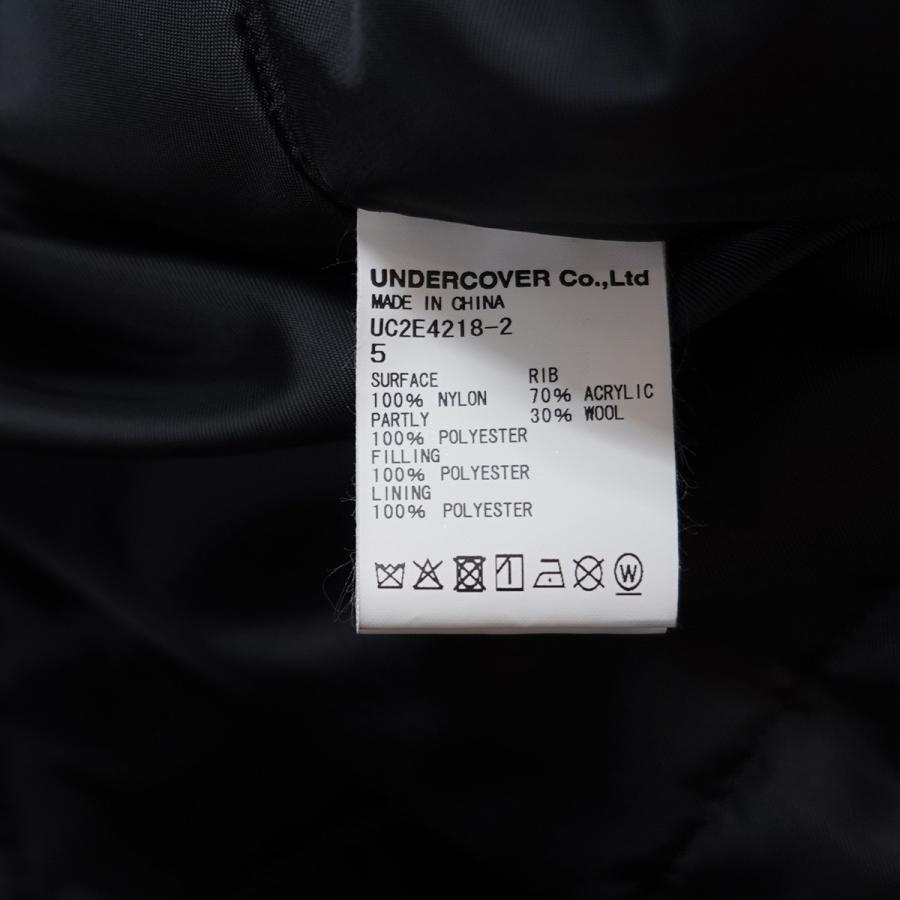 UNDERCOVER Co.,Ltd
MADE IN CHINA
UC2E4218-2
5
SURFACE
100% NYLON
PARTLY
100% POLYESTER
FILLING
100% POLYESTER
LINING
100% POLYESTER
RIB
70% ACRYLIC
30% WOOL
W